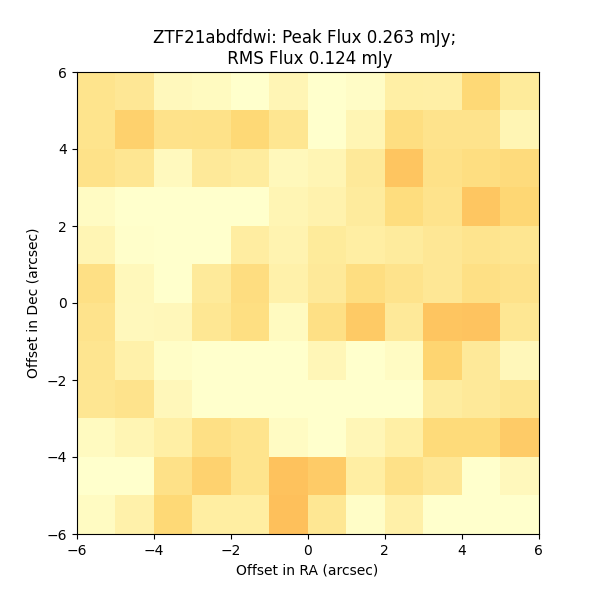 ZTF21abdfdwi: Peak Flux 0.263 mJy;
RMS Flux 0.124 mJy
6
4
2
0
−2
−4
−6
Offset in Dec (arcsec)
−6 −4 −2 0 2 4 6
Offset in RA (arcsec)